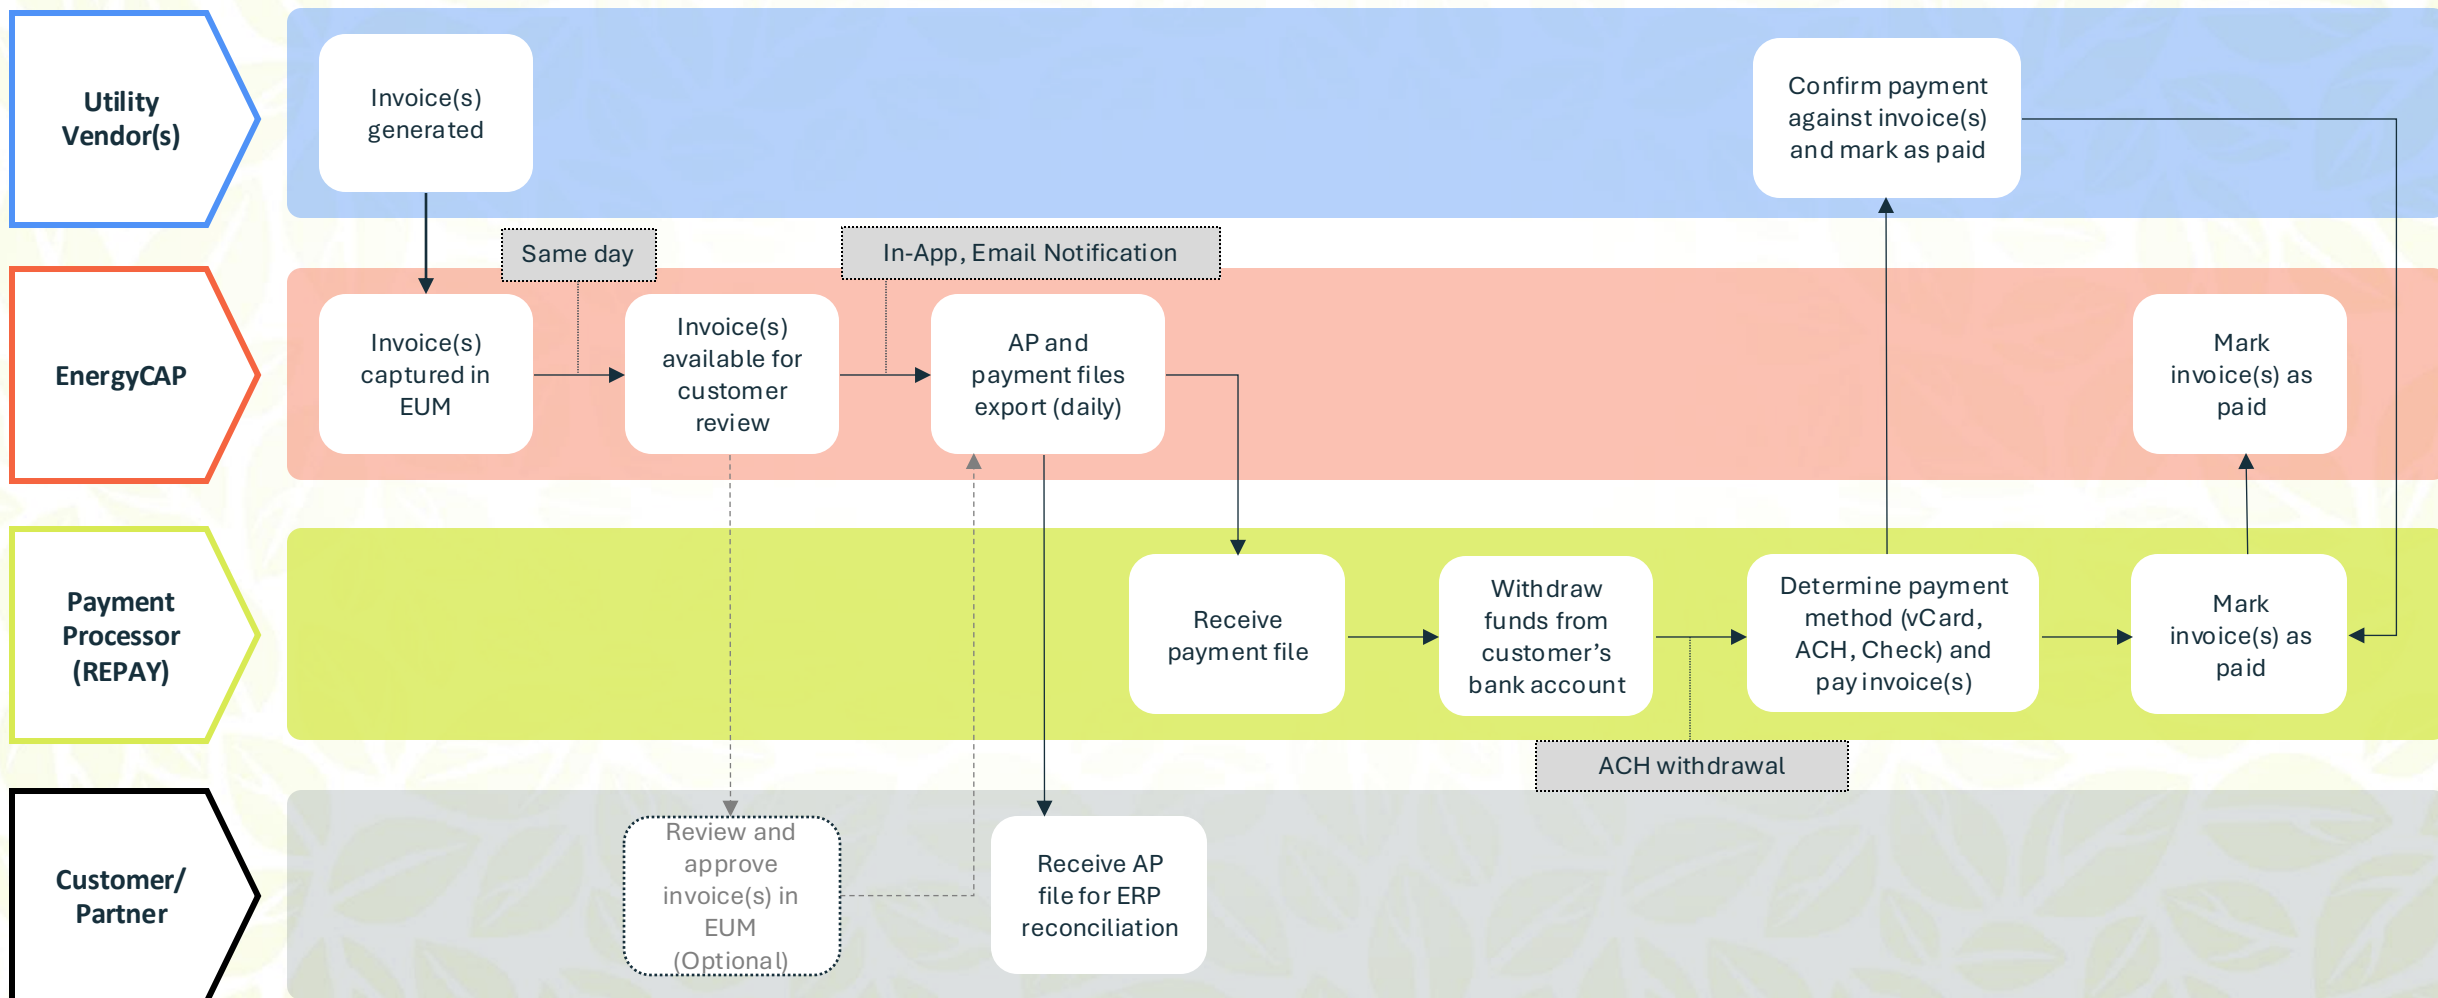 Utility
Vendor(s)
Invoice(s)
generated
Confirm payment
against invoice(s)
and mark as paid
Same day
In-App, Email Notification
EnergyCAP
Invoice(s)
captured in
EUM
Invoice(s)
available for
customer
review
AP and
payment files
export (daily)
Mark
invoice(s) as
paid
Payment
Processor
(REPAY)
Receive
payment file
Withdraw
funds from
customer’s
bank account
Determine payment
method (vCard,
ACH, Check) and
pay invoice(s)
Mark
invoice(s) as
paid
ACH withdrawal
Customer/
Partner
Review and
approve
invoice(s) in
EUM
(Optional)
Receive AP
file for ERP
reconciliation